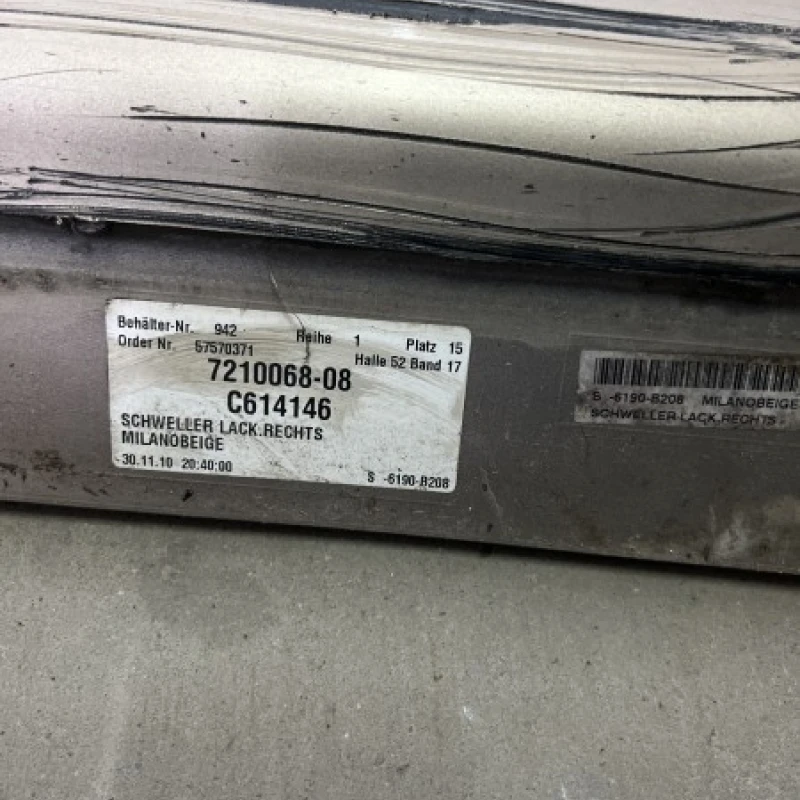 Behälter-Nr. 942 Reihe 1 Platz 15
Order Nr. 57570371 Halle 52 Band 17
7210068-08
C614146
SCHWELLER LACK.RECHTS
MILANOBEIGE
30.11.10 20:40:00 S -6190-B208
S -6190-B208 MILANOBEIGE
SCHWELLER LACK.RECHTS